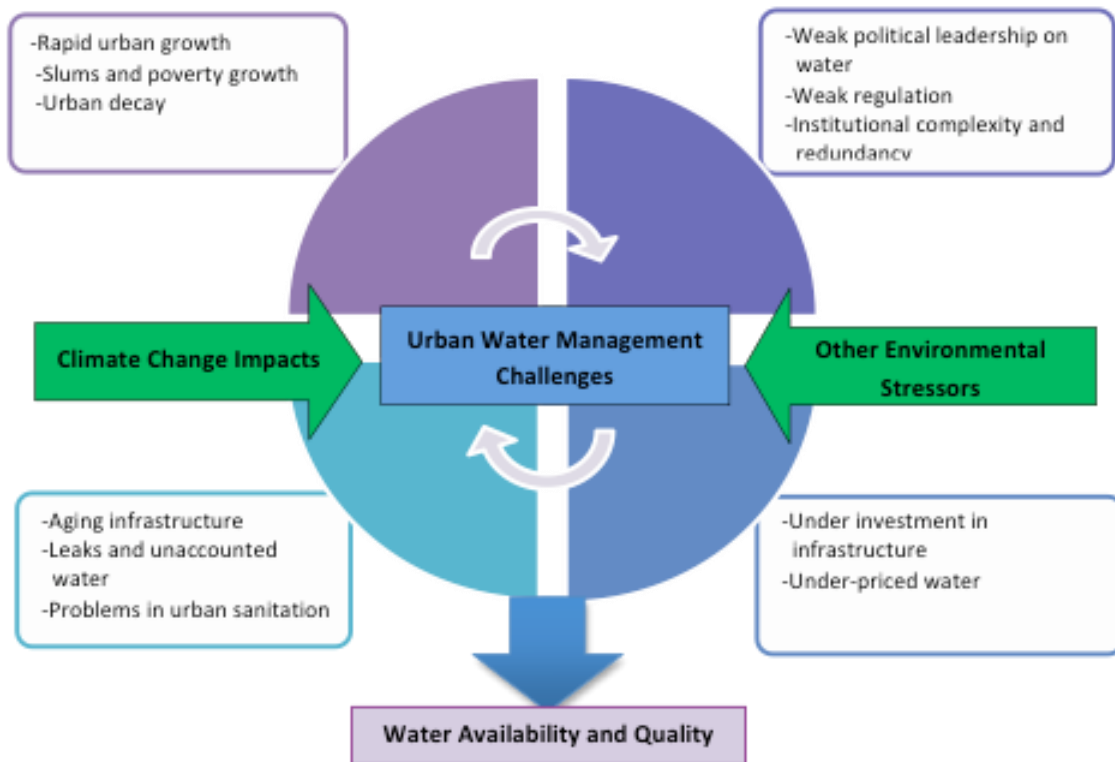 -Rapid urban growth
-Slums and poverty growth
-Urban decay
-Weak political leadership on
water
-Weak regulation
-Institutional complexity and
redundancy
Climate Change Impacts
Urban Water Management
Challenges
Other Environmental
Stressors
-Aging infrastructure
-Leaks and unaccounted
water
-Problems in urban sanitation
-Under investment in
infrastructure
-Under-priced water
Water Availability and Quality